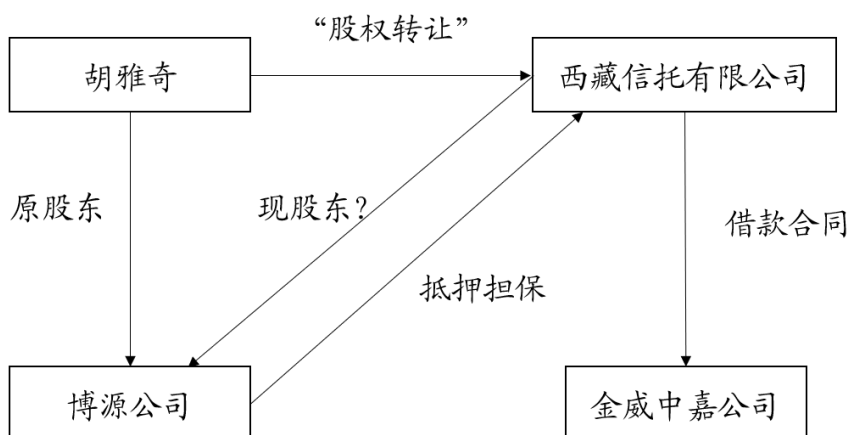 “股权转让”
胡雅奇
西藏信托有限公司
原股东
现股东？
借款合同
抵押担保
博源公司
金威中嘉公司